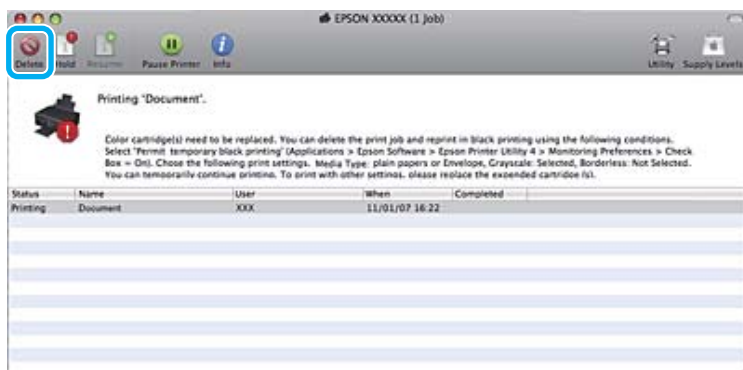 EPSON XXXXX (1 Job)
Delete Hold Resume Pause Printer Info Utility Supply Levels
Printing "Document".
Color cartridge(s) need to be replaced. You can delete the print job and reprint in black printing using the following conditions.
Select "Permit temporary black printing" (Applications > Epson Software > Epson Printer Utility 4 > Monitoring Preferences > Check
Box = On). Chose the following print settings. Media Type: plain papers or Envelope, Grayscale: Selected, Borderless: Not Selected.
You can temporarily continue printing. To print with other settings, please replace the expended cartridge (s).
Status Name User When Completed
Printing Document XXX 11/01/07 16:22